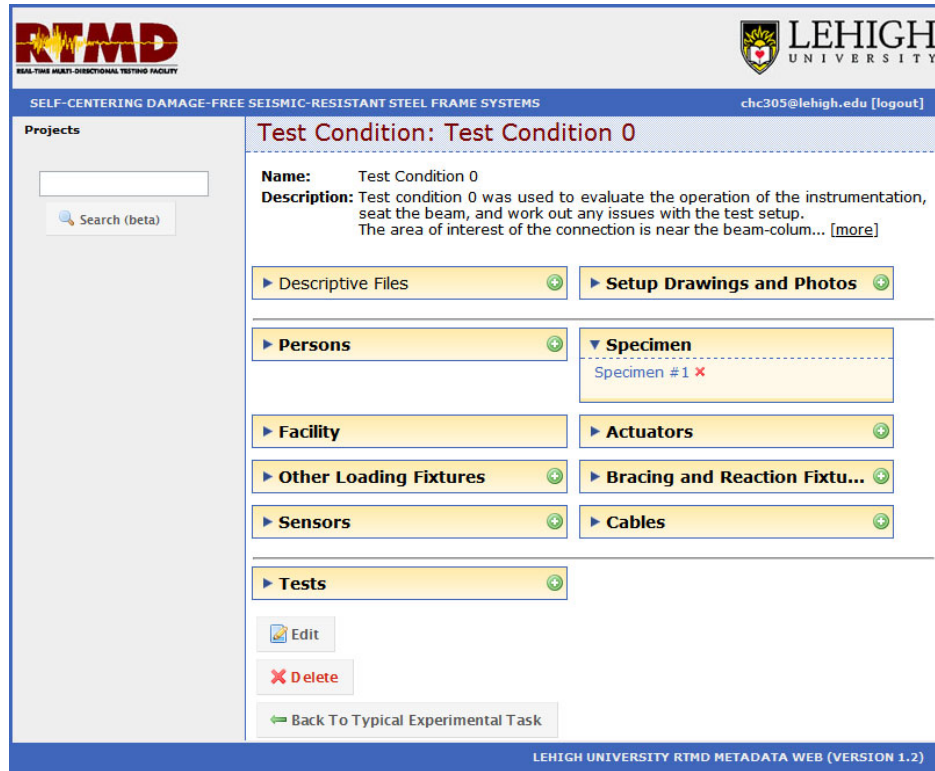 RTMD
REAL-TIME MULTI-DIRECTIONAL TESTING FACILITY
LEHIGH
UNIVERSITY
SELF-CENTERING DAMAGE-FREE SEISMIC-RESISTANT STEEL FRAME SYSTEMS
chc305@lehigh.edu [logout]
Projects
Search (beta)
Test Condition: Test Condition 0
Name: Test Condition 0
Description: Test condition 0 was used to evaluate the operation of the instrumentation,
seat the beam, and work out any issues with the test setup.
The area of interest of the connection is near the beam-colum... [more]
Descriptive Files
Setup Drawings and Photos
Persons
Specimen
Specimen #1
Facility
Actuators
Other Loading Fixtures
Bracing and Reaction Fixtu...
Sensors
Cables
Tests
Edit
Delete
Back To Typical Experimental Task
LEHIGH UNIVERSITY RTMD METADATA WEB (VERSION 1.2)